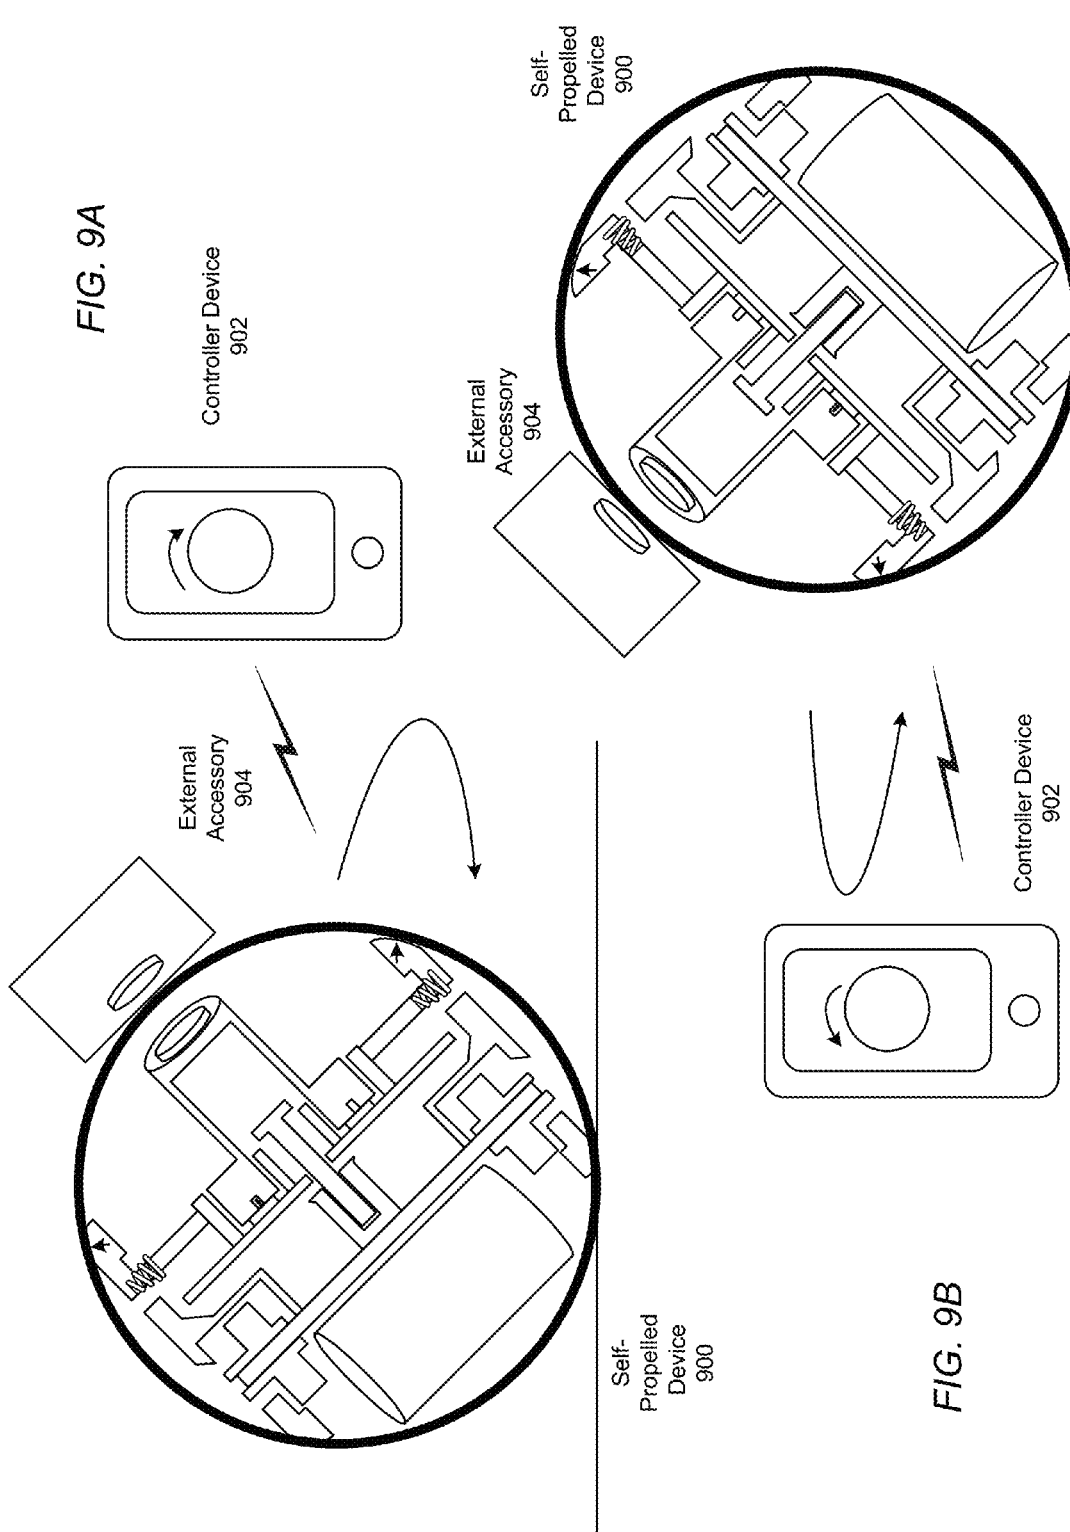 FIG. 9A
Controller Device
902
External
Accessory
904
Self-
Propelled
Device
900
Self-
Propelled
Device
900
External
Accessory
904
Controller Device
902
FIG. 9B